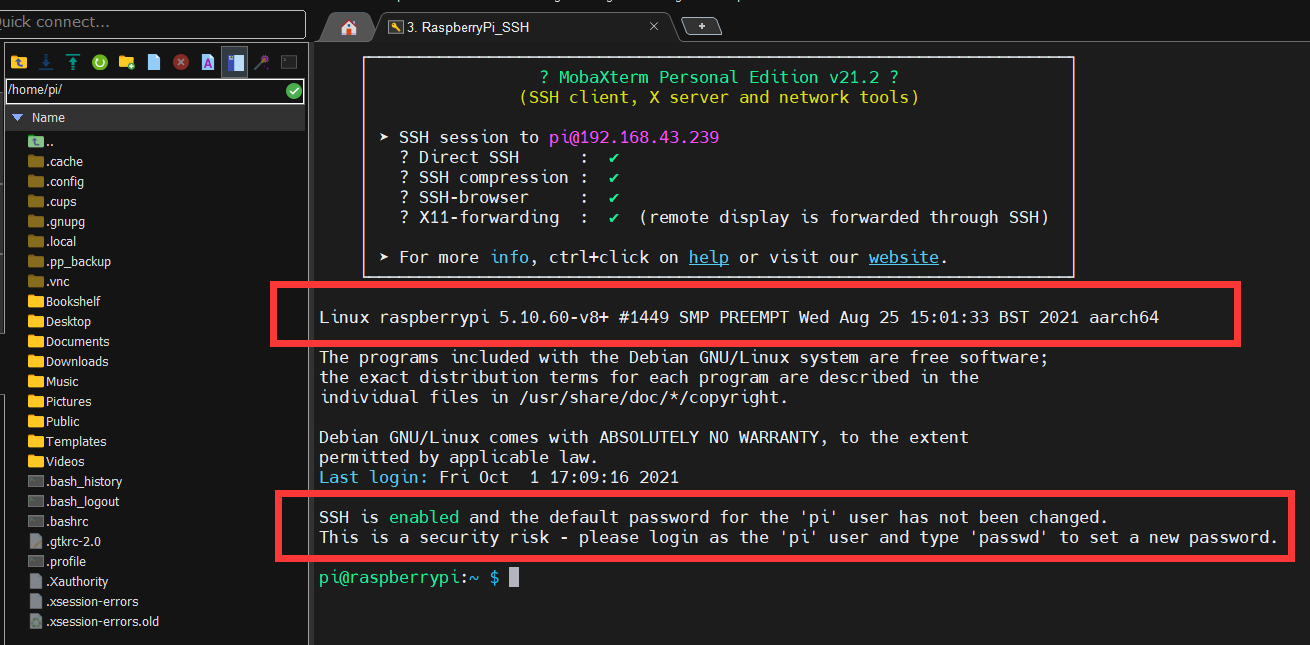 uick connect...
3. RaspberryPi_SSH
/home/pi/
Name
..
.cache
.config
.cups
.gnupg
.local
.pp_backup
.vnc
Bookshelf
Desktop
Documents
Downloads
Music
Pictures
Public
Templates
Videos
.bash_history
.bash_logout
.bashrc
.gtkrc-2.0
.profile
.Xauthority
.xsession-errors
.xsession-errors.old
? MobaXterm Personal Edition v21.2 ?
(SSH client, X server and network tools)
➤ SSH session to pi@192.168.43.239
? Direct SSH : ✔
? SSH compression : ✔
? SSH-browser : ✔
? X11-forwarding : ✔ (remote display is forwarded through SSH)
➤ For more info, ctrl+click on help or visit our website.
Linux raspberrypi 5.10.60-v8+ #1449 SMP PREEMPT Wed Aug 25 15:01:33 BST 2021 aarch64
The programs included with the Debian GNU/Linux system are free software;
the exact distribution terms for each program are described in the
individual files in /usr/share/doc/*/copyright.
Debian GNU/Linux comes with ABSOLUTELY NO WARRANTY, to the extent
permitted by applicable law.
Last login: Fri Oct  1 17:09:16 2021
SSH is enabled and the default password for the 'pi' user has not been changed.
This is a security risk - please login as the 'pi' user and type 'passwd' to set a new password.
pi@raspberrypi:~ $